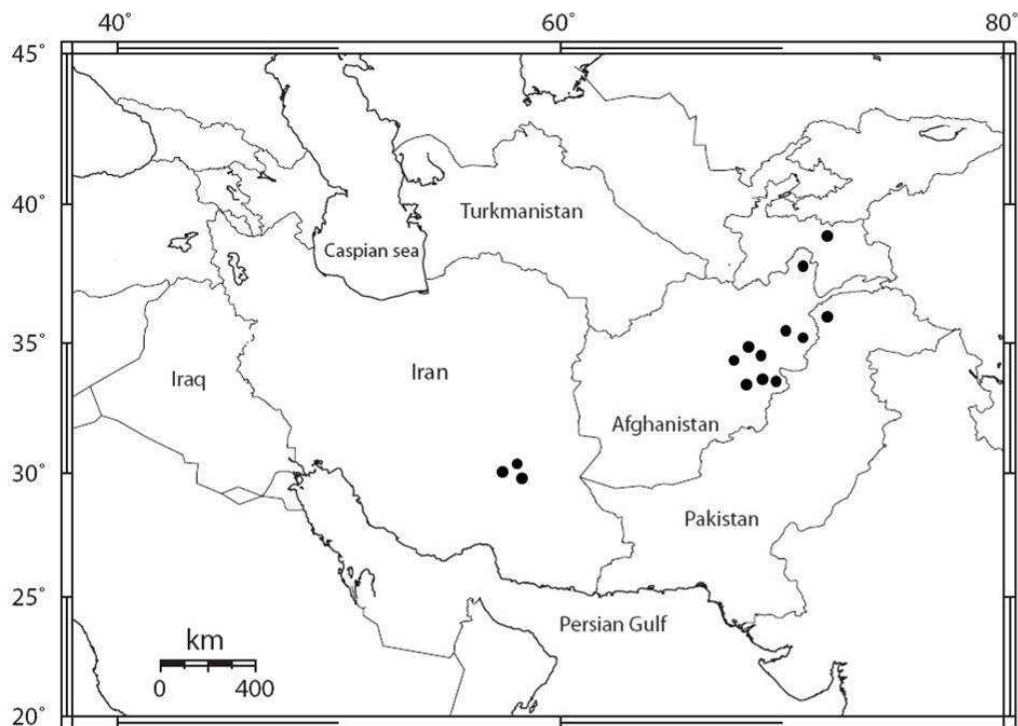 40° 60° 80°
45°
40°
Turkmanistan
Caspian sea
35°
Iraq
Iran
Afghanistan
30°
Pakistan
25°
Persian Gulf
km
0 400
20°